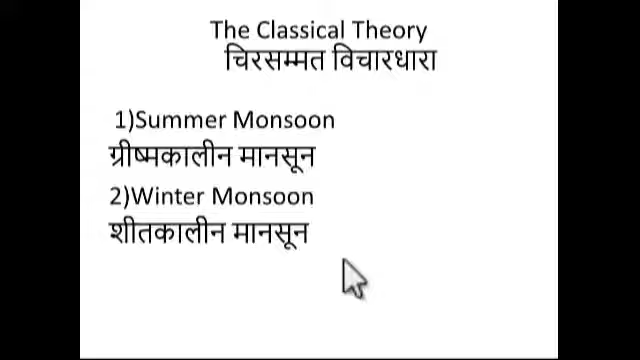 The Classical Theory
चिरसम्मत विचारधारा
1)Summer Monsoon
ग्रीष्मकालीन मानसून
2)Winter Monsoon
शीतकालीन मानसून